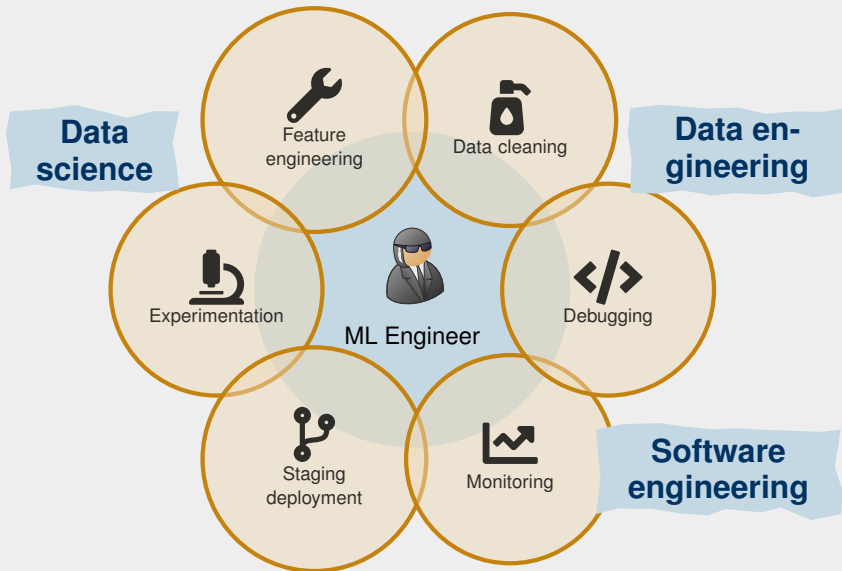 Data
science
Feature
engineering
Data cleaning
Data en-
gineering
Experimentation
ML Engineer
Debugging
Staging
deployment
Monitoring
Software
engineering